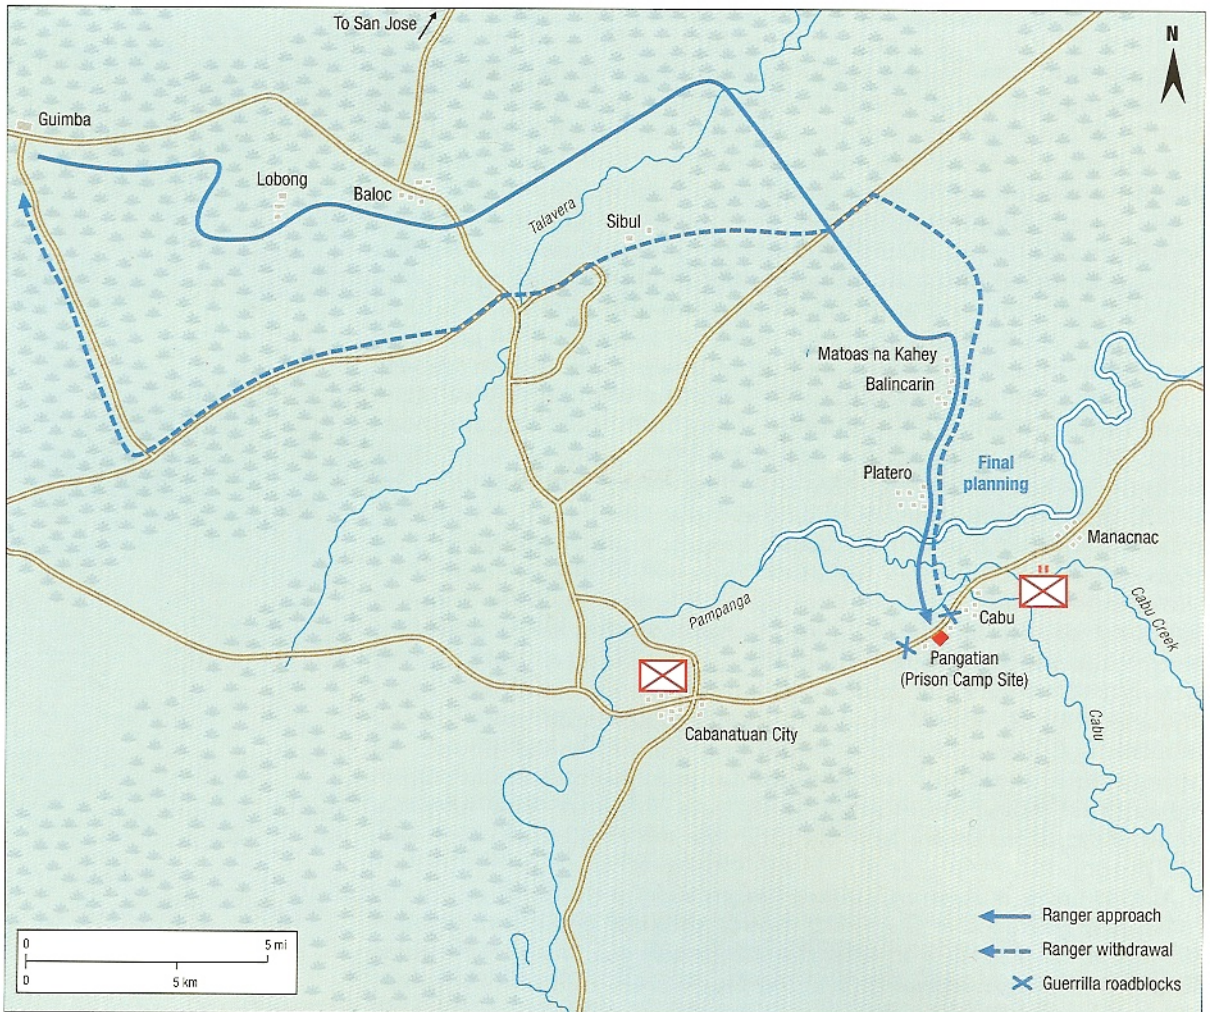 To San Jose
N
Guimba
Lobong
Baloc
Talavera
Sibul
Matoas na Kahey
Balincarin
Platero
Final
planning
Manacnac
Pampanga
Cabu Creek
Cabu
Pangatian
(Prison Camp Site)
Cabu
Cabanatuan City
Ranger approach
Ranger withdrawal
Guerrilla roadblocks
0
5 mi
0
5 km